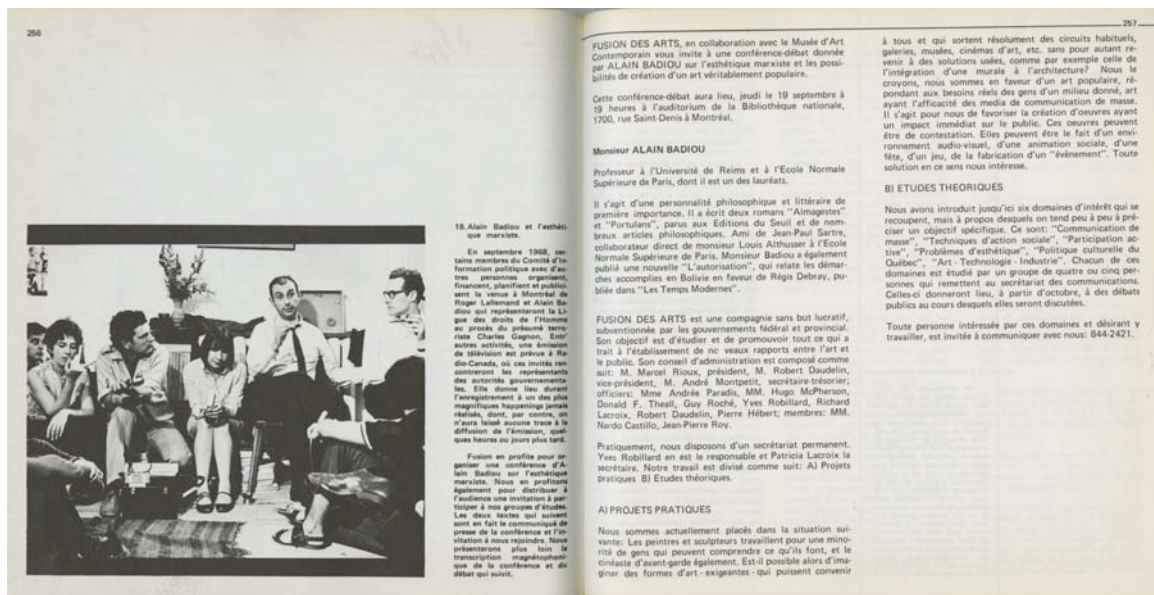 256
18. Alain Badiou et l'esthéti-
que marxiste.
En septembre 1968, cer-
tains membres du Comité d'In-
formation politique avec d'au-
tres personnes organisent,
financent, planifient et publici-
sent la venue à Montréal de
Roger Lallemand et Alain Ba-
diou qui représenteront la Li-
gue des droits de l'Homme
au procès du présumé terro-
riste Charles Gagnon. Entr'
autres activités, une émission
de télévision est prévue à Ra-
dio-Canada, où ces invités ren-
contreront les représentants
des autorités gouvernementa-
les. Elle donne lieu durant
l'enregistrement à un des plus
magnifiques happenings jamais
réalisés, dont, par contre, on
n'aura laissé aucune trace à la
diffusion de l'émission, quel-
ques heures ou jours plus tard.
Fusion en profite pour or-
ganiser une conférence d'A-
lain Badiou sur l'esthétique
marxiste. Nous en profitons
également pour distribuer à
l'audience une invitation à par-
ticiper à nos groupes d'études.
Les deux textes qui suivent
sont en fait le communiqué de
presse de la conférence et l'in-
vitation à nous rejoindre. Nous
présenterons plus loin la
transcription magnétophoni-
que de la conférence et du
débat qui suivit.
257
FUSION DES ARTS, en collaboration avec le Musée d'Art
Contemporain vous invite à une conférence-débat donnée
par ALAIN BADIOU sur l'esthétique marxiste et les possi-
bilités de création d'un art véritablement populaire.
Cette conférence-débat aura lieu, jeudi le 19 septembre à
19 heures à l'auditorium de la Bibliothèque nationale,
1700, rue Saint-Denis à Montréal.
Monsieur ALAIN BADIOU
Professeur à l'Université de Reims et à l'Ecole Normale
Supérieure de Paris, dont il est un des lauréats.
Il s'agit d'une personnalité philosophique et littéraire de
première importance. Il a écrit deux romans "Almagestes"
et "Portulans", parus aux Editions du Seuil et de nom-
breux articles philosophiques. Ami de Jean-Paul Sartre,
collaborateur direct de monsieur Louis Althusser à l'Ecole
Normale Supérieure de Paris. Monsieur Badiou a également
publié une nouvelle "L'autorisation", qui relate les démar-
ches accomplies en Bolivie en faveur de Régis Debray, pu-
bliée dans "Les Temps Modernes".
FUSION DES ARTS est une compagnie sans but lucratif,
subventionnée par les gouvernements fédéral et provincial.
Son objectif est d'étudier et de promouvoir tout ce qui a
trait à l'établissement de nc veaux rapports entre l'art et
le public. Son conseil d'administration est composé comme
suit: M. Marcel Rioux, président, M. Robert Daudelin,
vice-président, M. André Montpetit, secrétaire-trésorier;
officiers: Mme Andrée Paradis, MM. Hugo McPherson,
Donald F. Theall, Guy Roché, Yves Robillard, Richard
Lacroix, Robert Daudelin, Pierre Hébert; membres: MM.
Nardo Castillo, Jean-Pierre Roy.
Pratiquement, nous disposons d'un secrétariat permanent.
Yves Robillard en est le responsable et Patricia Lacroix la
secrétaire. Notre travail est divisé comme suit: A) Projets
pratiques B) Etudes théoriques.
A) PROJETS PRATIQUES
Nous sommes actuellement placés dans la situation sui-
vante: Les peintres et sculpteurs travaillent pour une mino-
rité de gens qui peuvent comprendre ce qu'ils font, et le
cinéaste d'avant-garde également. Est-il possible alors d'ima-
giner des formes d'art - exigeantes - qui puissent convenir
à tous et qui sortent résolument des circuits habituels,
galeries, musées, cinémas d'art, etc. sans pour autant re-
venir à des solutions usées, comme par exemple celle de
l'intégration d'une murale à l'architecture? Nous le
croyons, nous sommes en faveur d'un art populaire, ré-
pondant aux besoins réels des gens d'un milieu donné, art
ayant l'efficacité des media de communication de masse.
Il s'agit pour nous de favoriser la création d'oeuvres ayant
un impact immédiat sur le public. Ces oeuvres peuvent
être de contestation. Elles peuvent être le fait d'un envi-
ronnement audio-visuel, d'une animation sociale, d'une
fête, d'un jeu, de la fabrication d'un "évènement". Toute
solution en ce sens nous intéresse.
B) ETUDES THEORIQUES
Nous avons introduit jusqu'ici six domaines d'intérêt qui se
recoupent, mais à propos desquels on tend peu à peu à pré-
ciser un objectif spécifique. Ce sont: "Communication de
masse", "Techniques d'action sociale", "Participation ac-
tive", "Problèmes d'esthétique", "Politique culturelle du
Québec", "Art - Technologie - Industrie". Chacun de ces
domaines est étudié par un groupe de quatre ou cinq per-
sonnes qui remettent au secrétariat des communications.
Celles-ci donneront lieu, à partir d'octobre, à des débats
publics au cours desquels elles seront discutées.
Toute personne intéressée par ces domaines et désirant y
travailler, est invitée à communiquer avec nous: 844-2421.